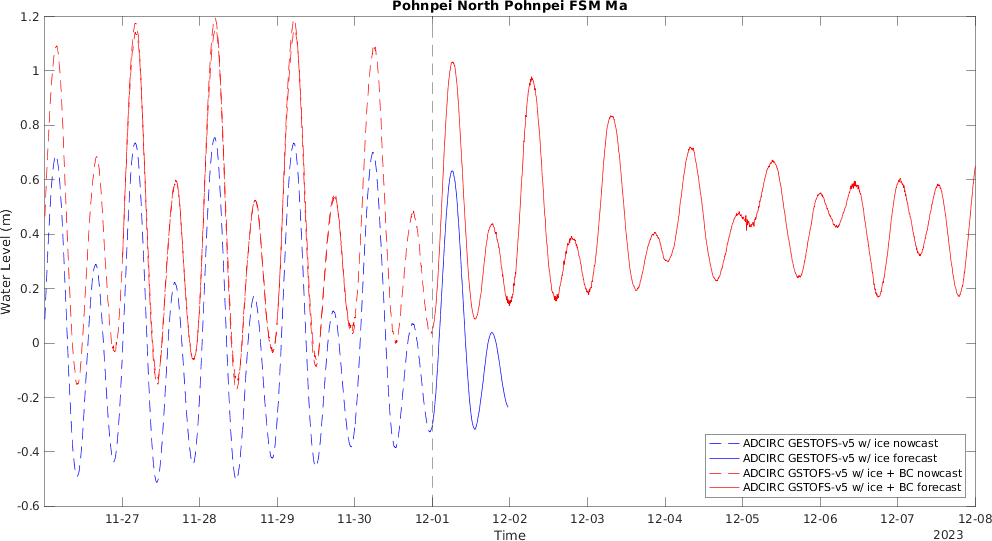 Pohnpei North Pohnpei FSM Ma
1.2
1
0.8
0.6
0.4
0.2
0
-0.2
-0.4
-0.6
Water Level (m)
ADCIRC GESTOFS-v5 w/ ice nowcast
ADCIRC GESTOFS-v5 w/ ice forecast
ADCIRC GSTOFS-v5 w/ ice + BC nowcast
ADCIRC GSTOFS-v5 w/ ice + BC forecast
11-27 11-28 11-29 11-30 12-01 12-02 12-03 12-04 12-05 12-06 12-07 12-08
Time
2023